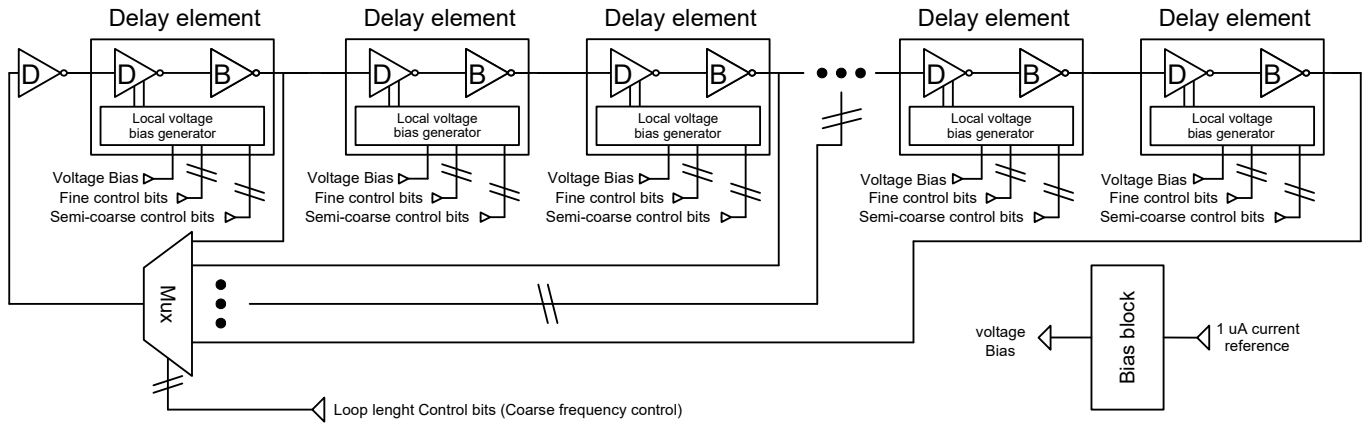 Delay element Delay element Delay element Delay element Delay element
D D B D B D B D B D B
Local voltage Local voltage Local voltage Local voltage Local voltage
bias generator bias generator bias generator bias generator bias generator
Voltage Bias Voltage Bias Voltage Bias Voltage Bias Voltage Bias
Fine control bits Fine control bits Fine control bits Fine control bits Fine control bits
Semi-coarse control bits Semi-coarse control bits Semi-coarse control bits Semi-coarse control bits Semi-coarse control bits
Mux
voltage
Bias
Bias block
1 uA current
reference
Loop lenght Control bits (Coarse frequency control)